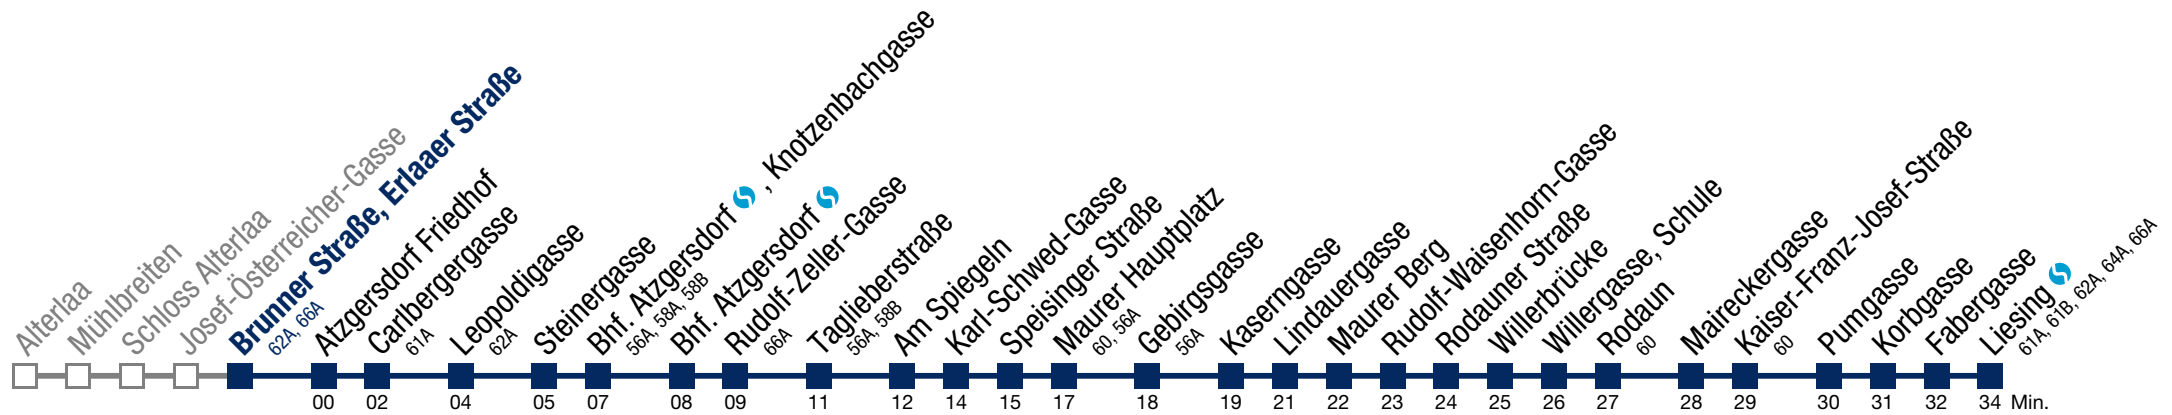 Alterlaa
Mühlbreiten
Schloss Alterlaa
Josef-Österreicher-Gasse
Brunner Straße, Erlaaer Straße
62A, 66A
Atzgersdorf Friedhof
Carlbergergasse
61A
Leopoldigasse
62A
Steinergasse
Bhf. Atzgersdorf , Knotzenbachgasse
56A, 58A, 58B
Bhf. Atzgersdorf
Rudolf-Zeller-Gasse
66A
Taglieberstraße
56A, 58B
Am Spiegeln
Karl-Schwed-Gasse
Speisinger Straße
Maurer Hauptplatz
60, 56A
Gebirgsgasse
56A
Kaserngasse
Lindauergasse
Maurer Berg
Rudolf-Waisenhorn-Gasse
Rodauner Straße
Willerbrücke
Willergasse, Schule
Rodaun
60
Maireckergasse
Kaiser-Franz-Josef-Straße
60
Pumgasse
Korbgasse
Fabergasse
Liesing
61A, 61B, 62A, 64A, 66A
00 02 04 05 07 08 09 11 12 14 15 17 18 19 21 22 23 24 25 26 27 28 29 30 31 32 34 Min.